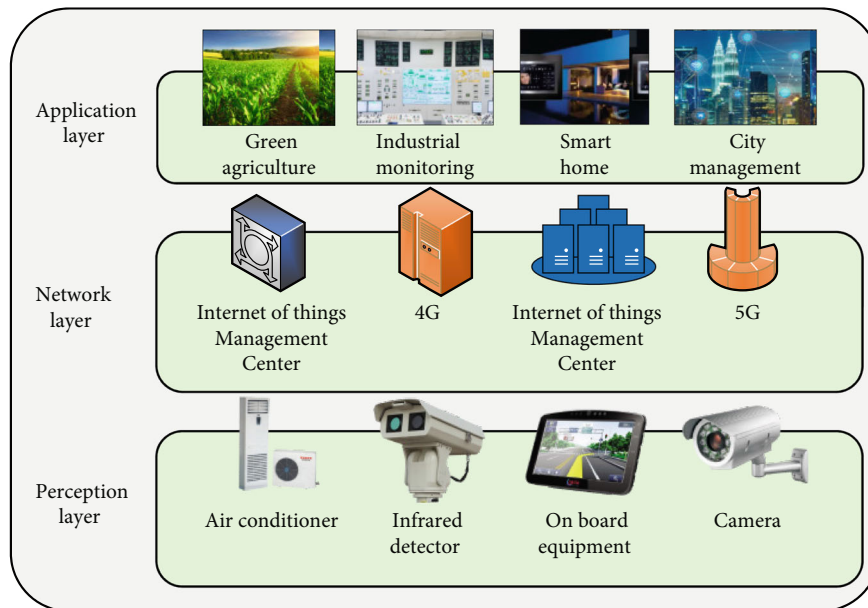 Application
layer
Green
agriculture
Industrial
monitoring
Smart
home
City
management
Network
layer
Internet of things
Management
Center
4G
Internet of things
Management
Center
5G
Perception
layer
Air conditioner
Infrared
detector
On board
equipment
Camera